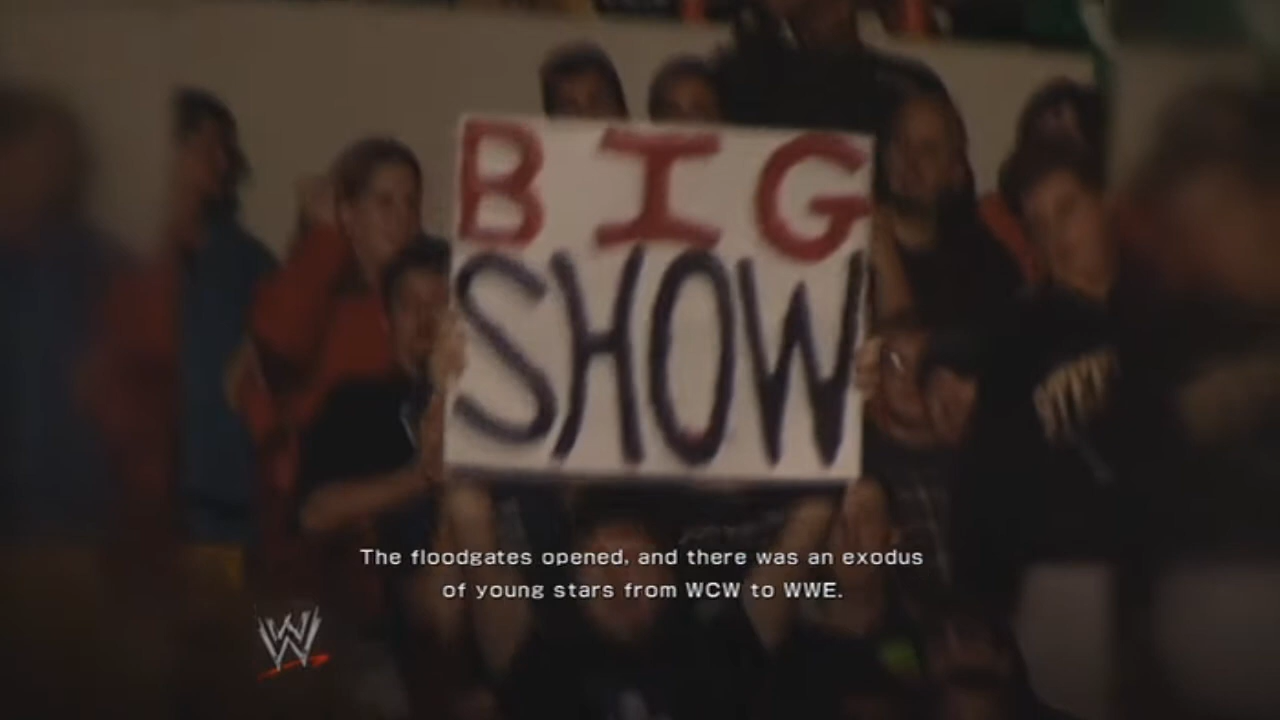 BIG
SHOW
The floodgates opened, and there was an exodus
of young stars from WCW to WWE.
W